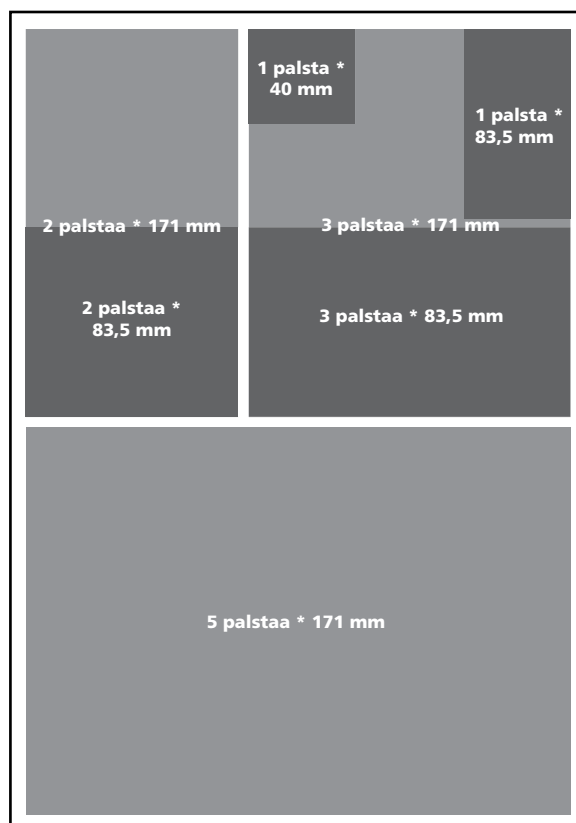 1 palsta *
40 mm
1 palsta *
83,5 mm
2 palstaa * 171 mm
3 palstaa * 171 mm
2 palstaa *
83,5 mm
3 palstaa * 83,5 mm
5 palstaa * 171 mm